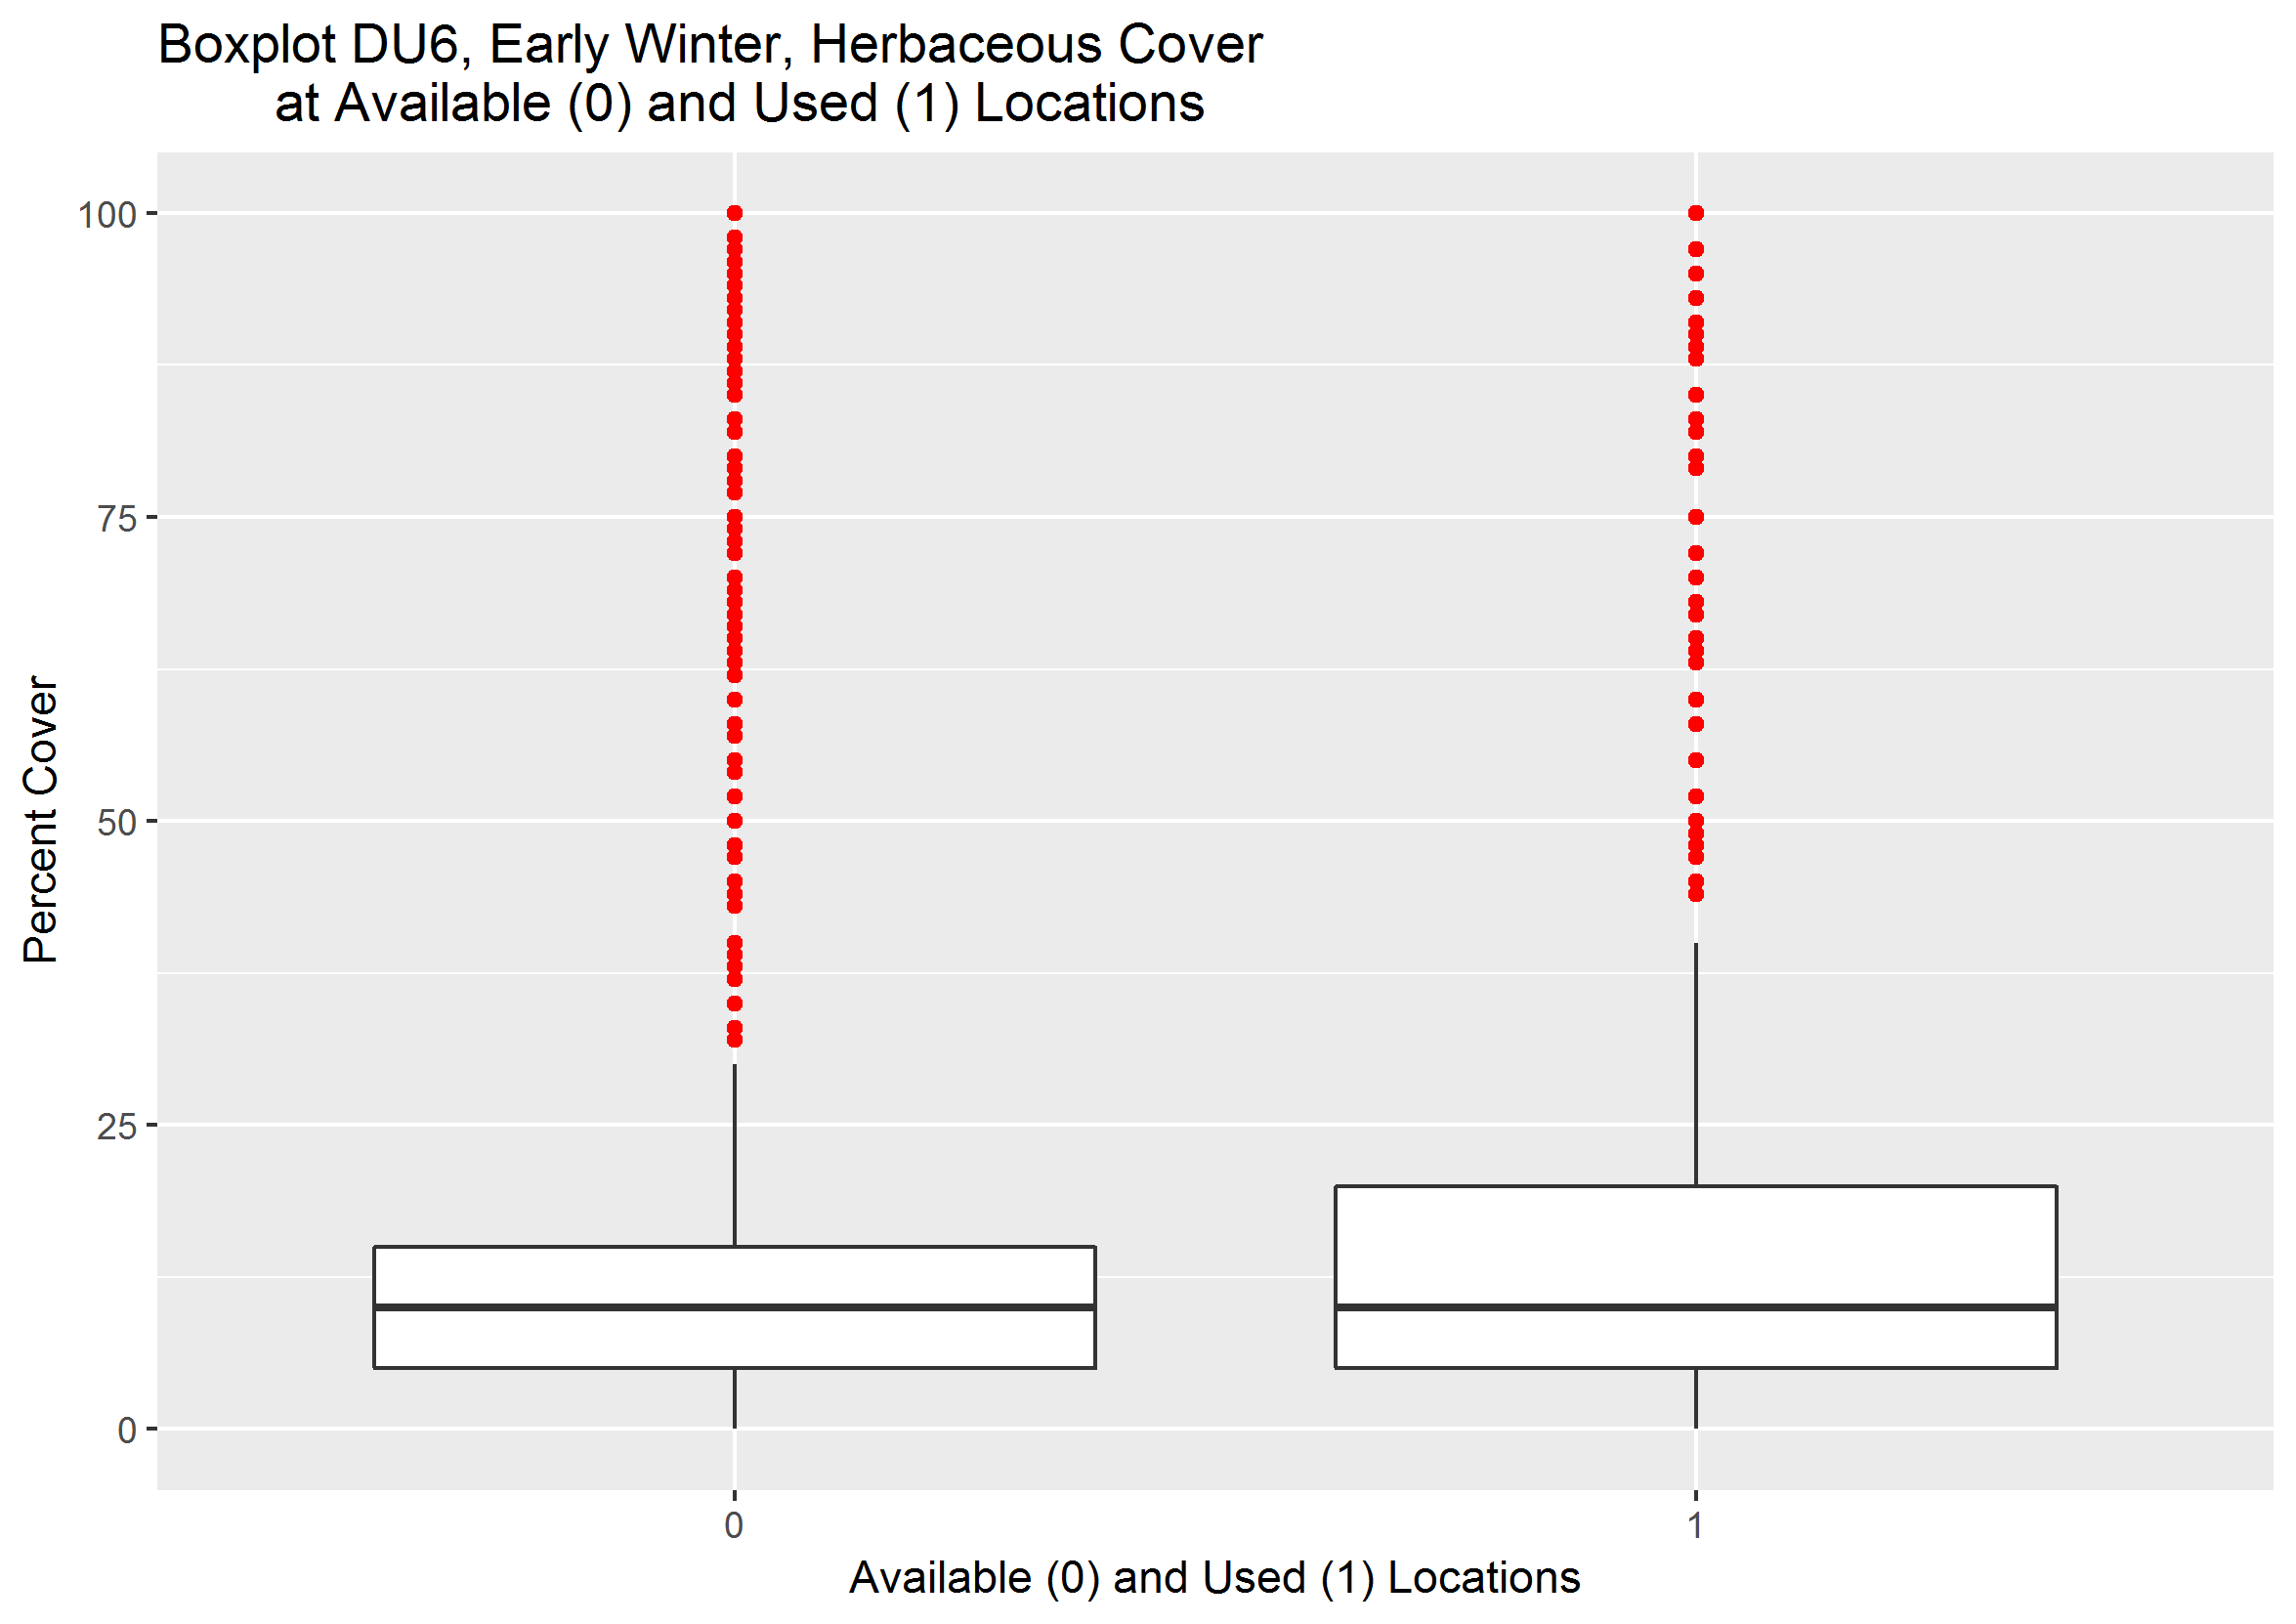 Boxplot DU6, Early Winter, Herbaceous Cover
at Available (0) and Used (1) Locations
Percent Cover
100
75
50
25
0
0
1
Available (0) and Used (1) Locations